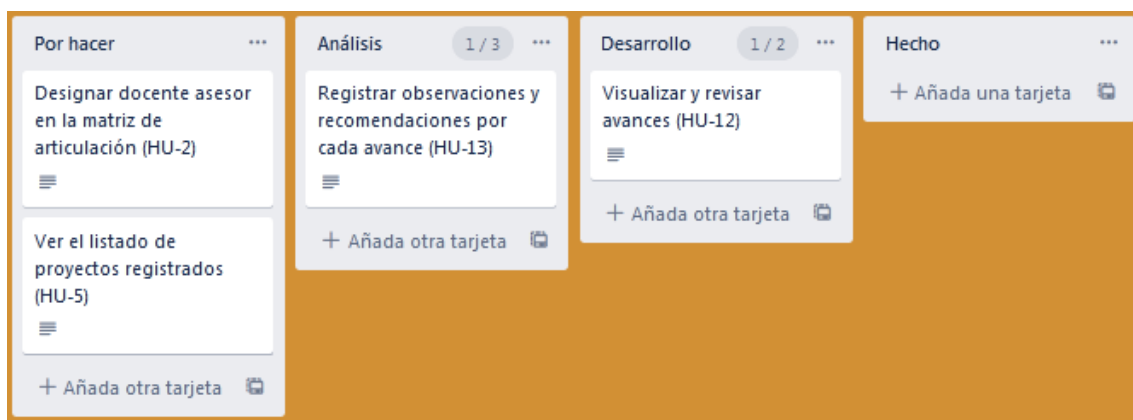 Por hacer
Designar docente asesor
en la matriz de
articulación (HU-2)
Ver el listado de
proyectos registrados
(HU-5)
+ Añada otra tarjeta
Análisis
1 / 3
Registrar observaciones y
recomendaciones por
cada avance (HU-13)
+ Añada otra tarjeta
Desarrollo
1 / 2
Visualizar y revisar
avances (HU-12)
+ Añada otra tarjeta
Hecho
+ Añada una tarjeta